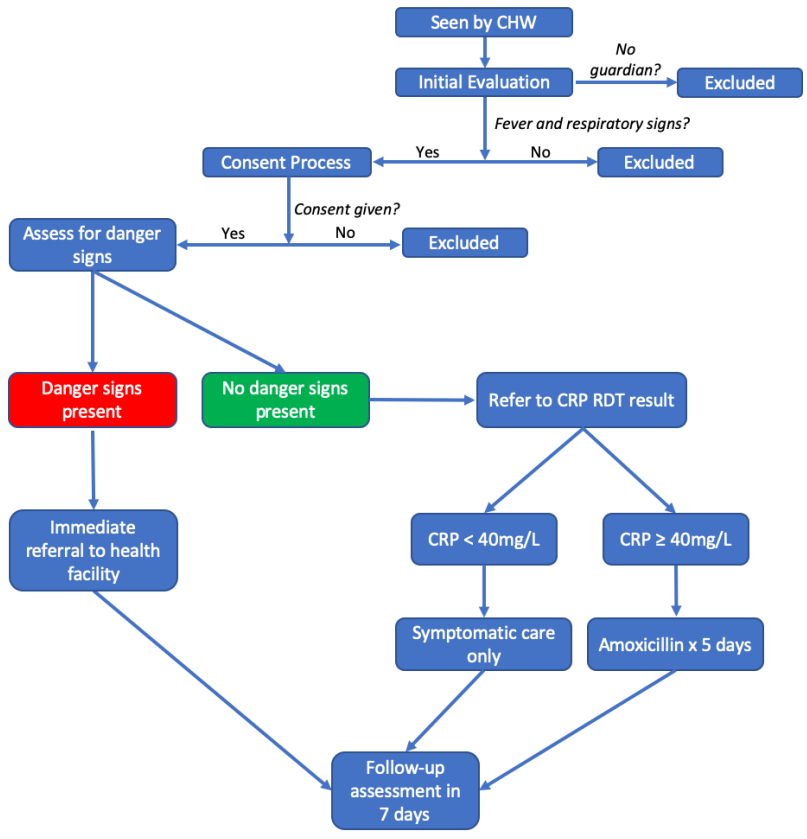 Seen by CHW
No
guardian?
Initial Evaluation
Excluded
Fever and respiratory signs?
Yes
No
Consent Process
Excluded
Consent given?
Yes
No
Assess for danger
signs
Excluded
Danger signs
present
No danger signs
present
Refer to CRP RDT result
Immediate
referral to health
facility
CRP < 40mg/L
CRP ≥ 40mg/L
Symptomatic care
only
Amoxicillin x 5 days
Follow-up
assessment in
7 days